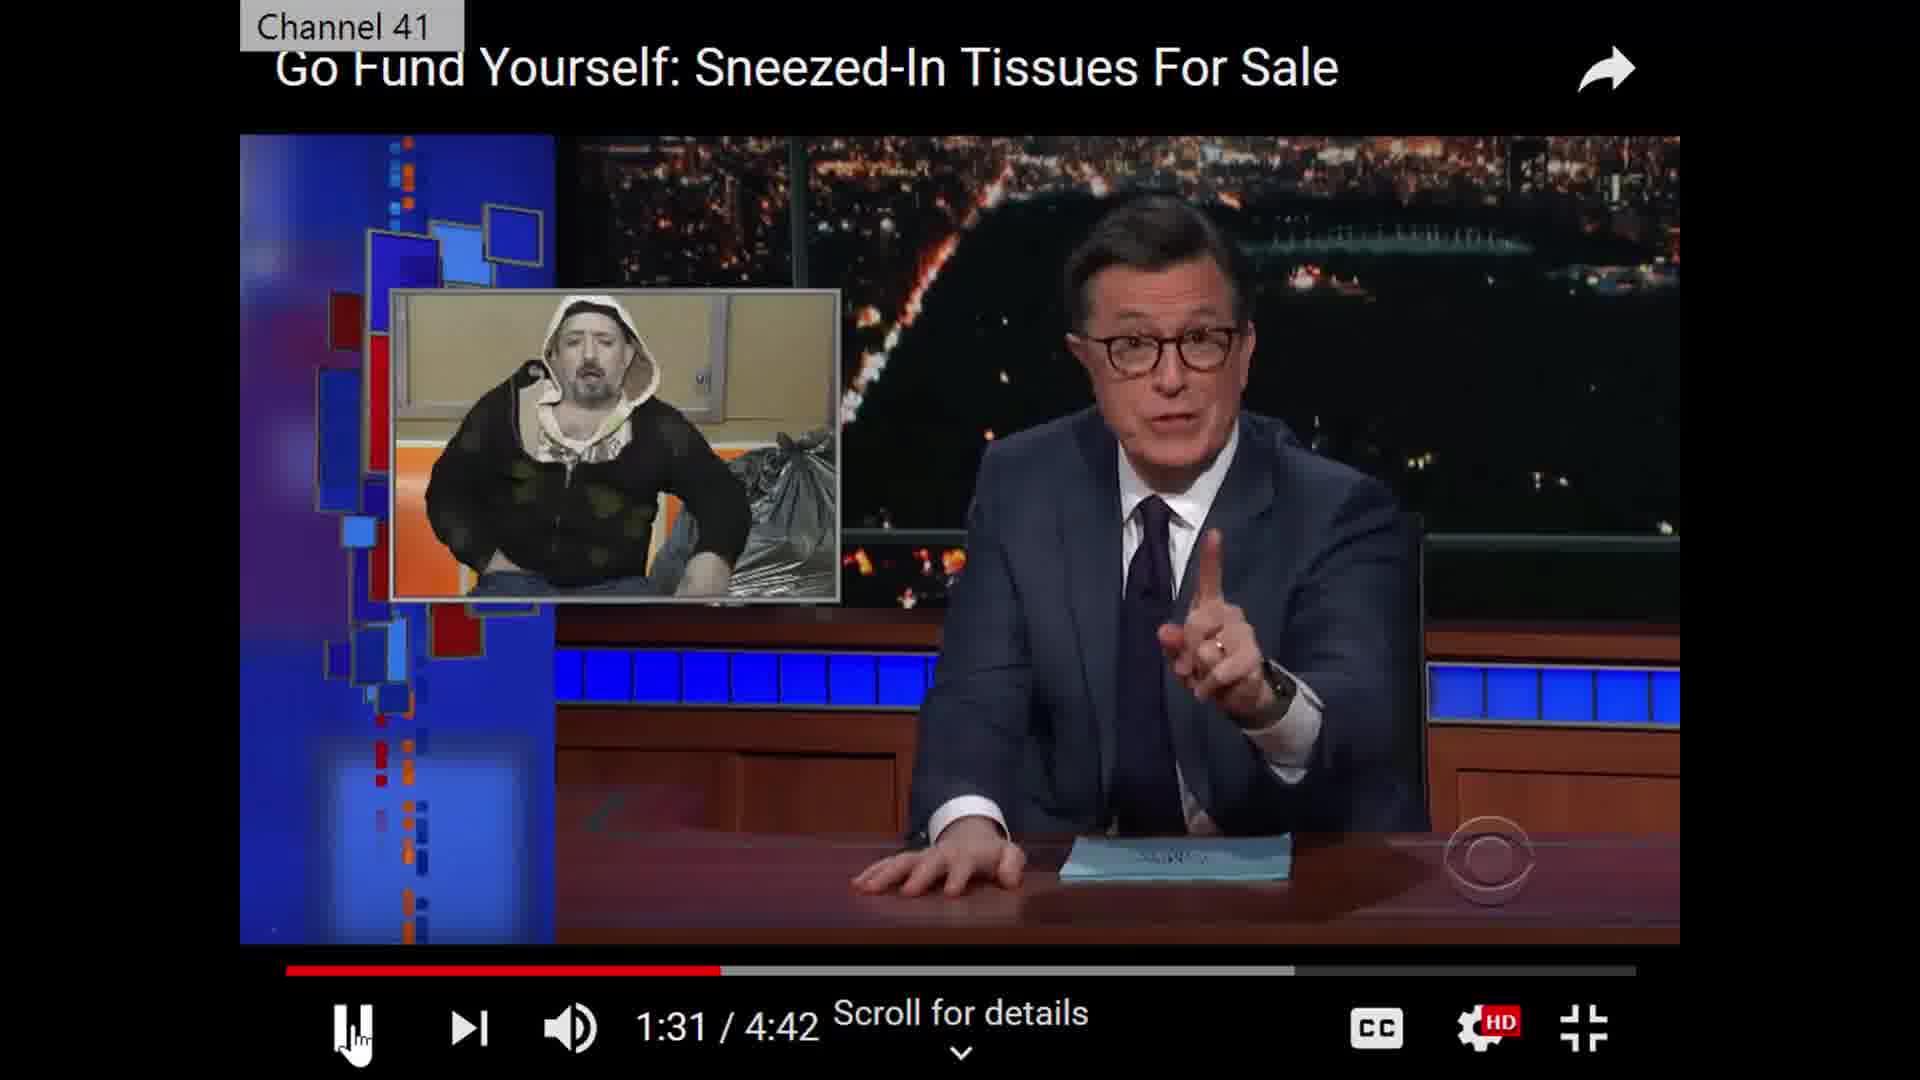 Channel 41
Go Fund Yourself: Sneezed-In Tissues For Sale
1:31 / 4:42
Scroll for details
CC
HD